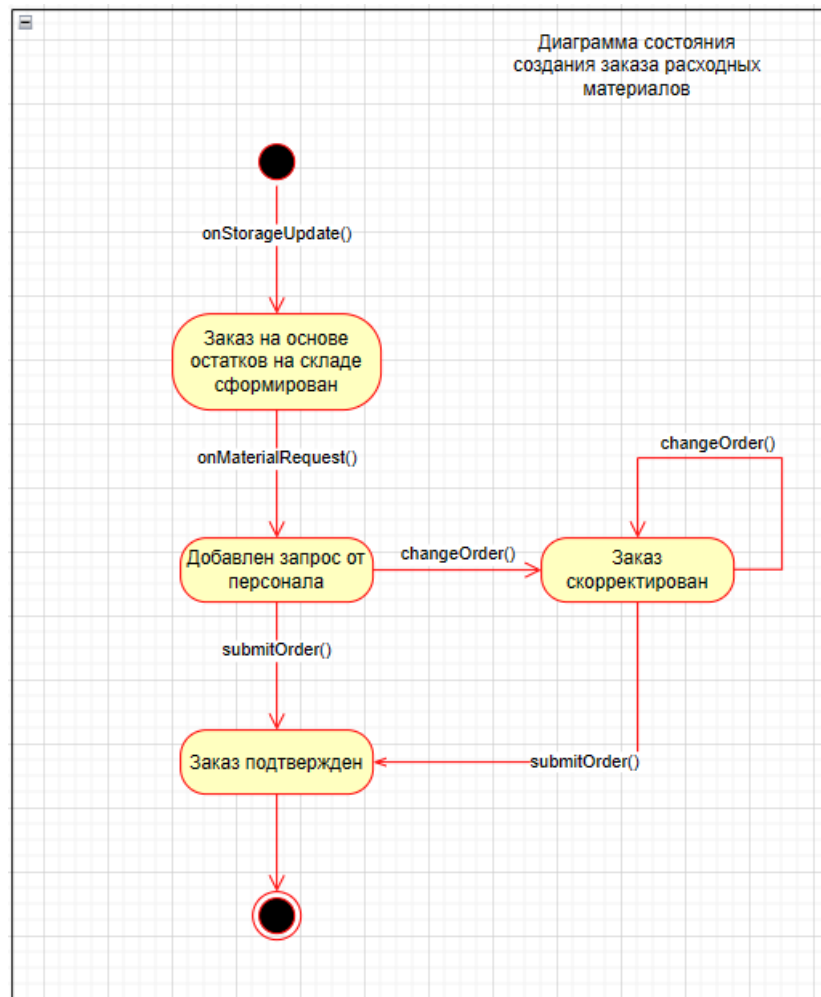 Диаграмма состояния
создания заказа расходных
материалов
onStorageUpdate()
Заказ на основе
остатков на складе
сформирован
onMaterialRequest()
changeOrder()
Добавлен запрос от
персонала
changeOrder()
Заказ
скорректирован
submitOrder()
Заказ подтвержден
submitOrder()